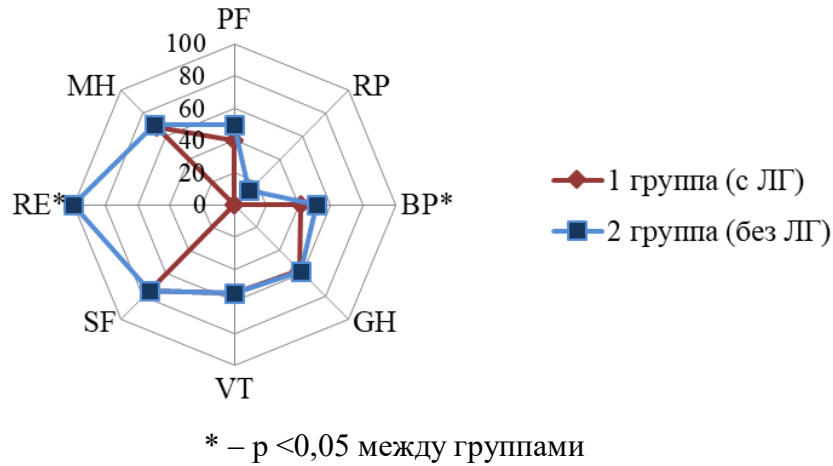 PF
100
80
60
40
20
0
MH
RP
RE*
BP*
SF
GH
VT
1 группа (с ЛГ)
2 группа (без ЛГ)
* – p <0,05 между группами